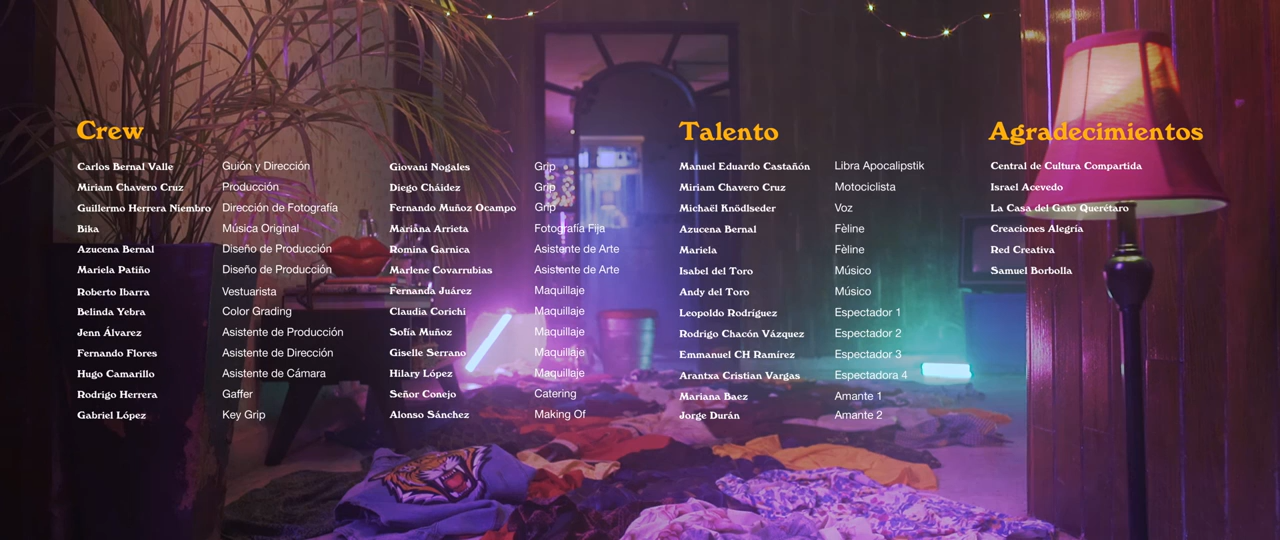 Crew
Carlos Bernal Valle Guión y Dirección
Miriam Chavero Cruz Producción
Guillermo Herrera Niembro Dirección de Fotografía
Bika Música Original
Azucena Bernal Diseño de Producción
Mariela Patiño Diseño de Producción
Roberto Ibarra Vestuarista
Belinda Yebra Color Grading
Jenn Álvarez Asistente de Producción
Fernando Flores Asistente de Dirección
Hugo Camarillo Asistente de Cámara
Rodrigo Herrera Gaffer
Gabriel López Key Grip
Giovani Nogales Grip
Diego Cháidez Grip
Fernando Muñoz Ocampo Grip
Mariana Arrieta Fotografía Fija
Romina Garnica Asistente de Arte
Marlene Covarrubias Asistente de Arte
Fernanda Juárez Maquillaje
Claudia Corichi Maquillaje
Sofía Muñoz Maquillaje
Giselle Serrano Maquillaje
Hilary López Maquillaje
Señor Conejo Catering
Alonso Sánchez Making Of
Talento
Manuel Eduardo Castañón Libra Apocalipstik
Miriam Chavero Cruz Motociclista
Michaël Knödlseder Voz
Azucena Bernal Fèline
Mariela Fèline
Isabel del Toro Músico
Andy del Toro Músico
Leopoldo Rodríguez Espectador 1
Rodrigo Chacón Vázquez Espectador 2
Emmanuel CH Ramírez Espectador 3
Arantxa Cristian Vargas Espectadora 4
Mariana Baez Amante 1
Jorge Durán Amante 2
Agradecimientos
Central de Cultura Compartida
Israel Acevedo
La Casa del Gato Querétaro
Creaciones Alegría
Red Creativa
Samuel Borbolla